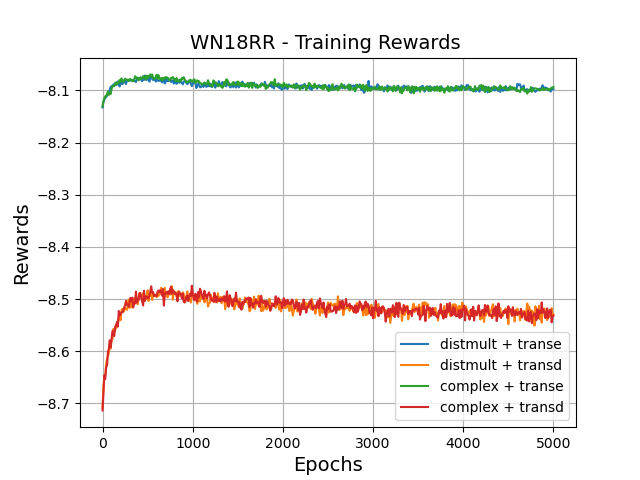 WN18RR - Training Rewards
Rewards
−8.1
−8.2
−8.3
−8.4
−8.5
−8.6
−8.7
distmult + transe
distmult + transd
complex + transe
complex + transd
0
1000
2000
3000
4000
5000
Epochs